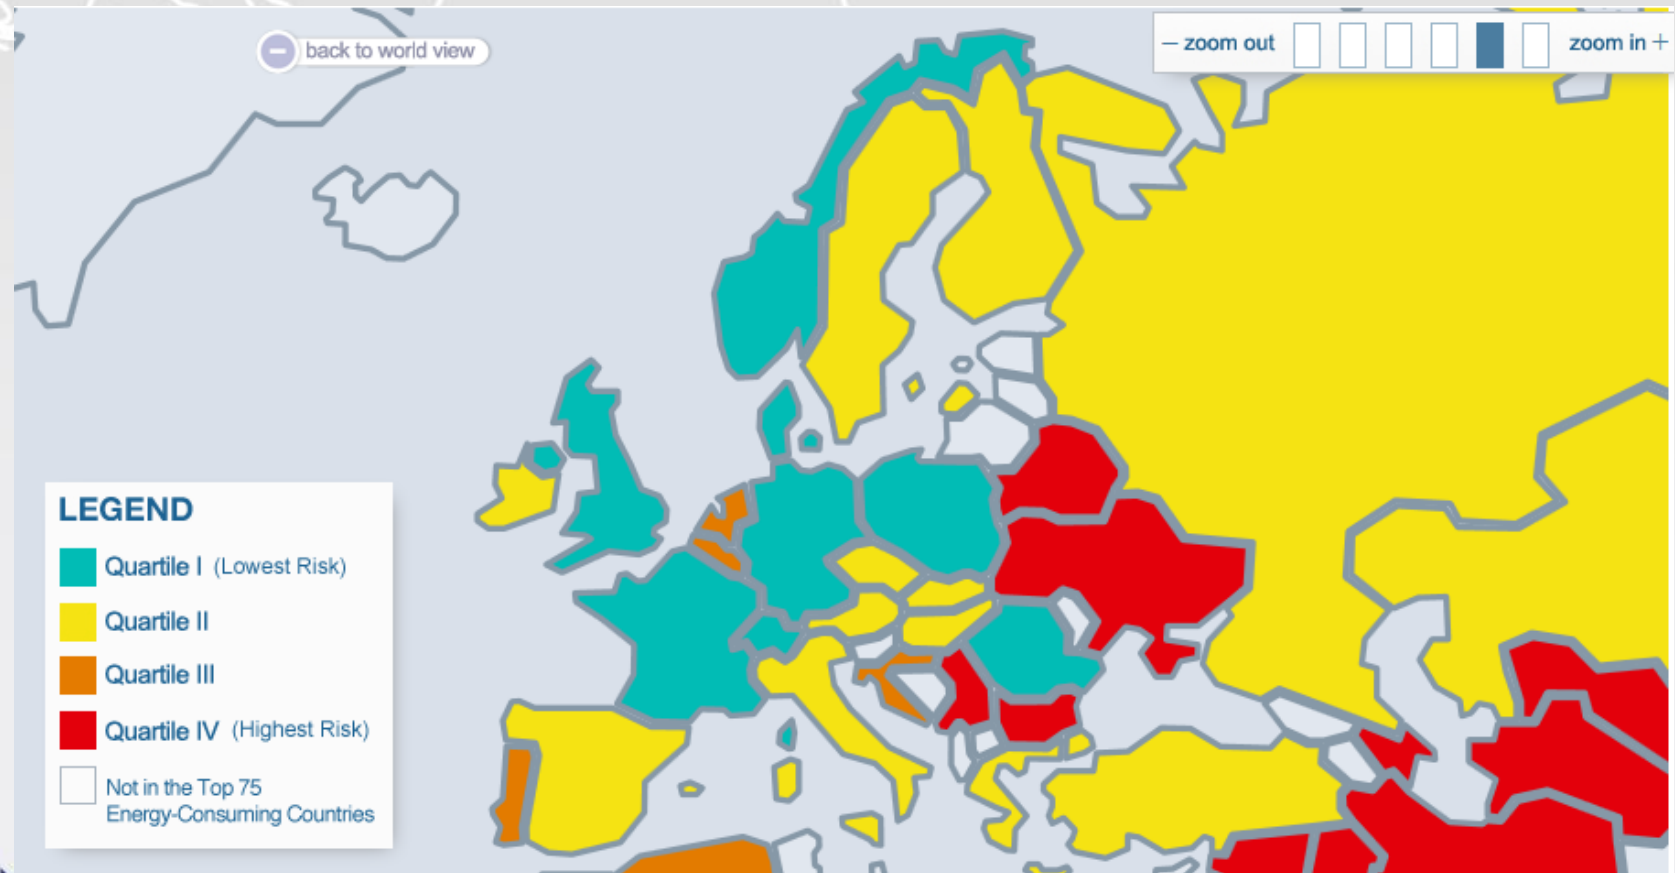 back to world view
– zoom out zoom in +
LEGEND
Quartile I (Lowest Risk)
Quartile II
Quartile III
Quartile IV (Highest Risk)
Not in the Top 75
Energy-Consuming Countries